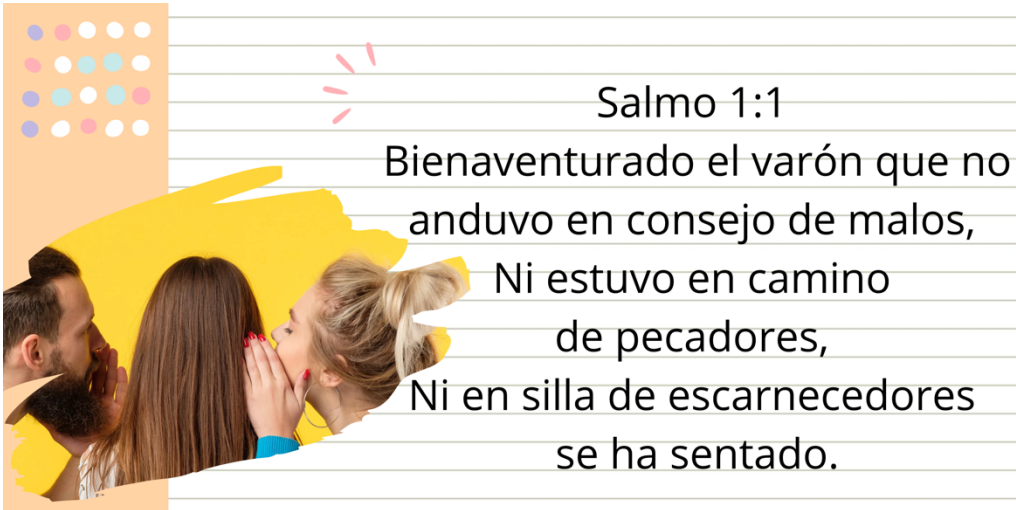 Salmo 1:1
Bienaventurado el varón que no
anduvo en consejo de malos,
Ni estuvo en camino
de pecadores,
Ni en silla de escarnecedores
se ha sentado.